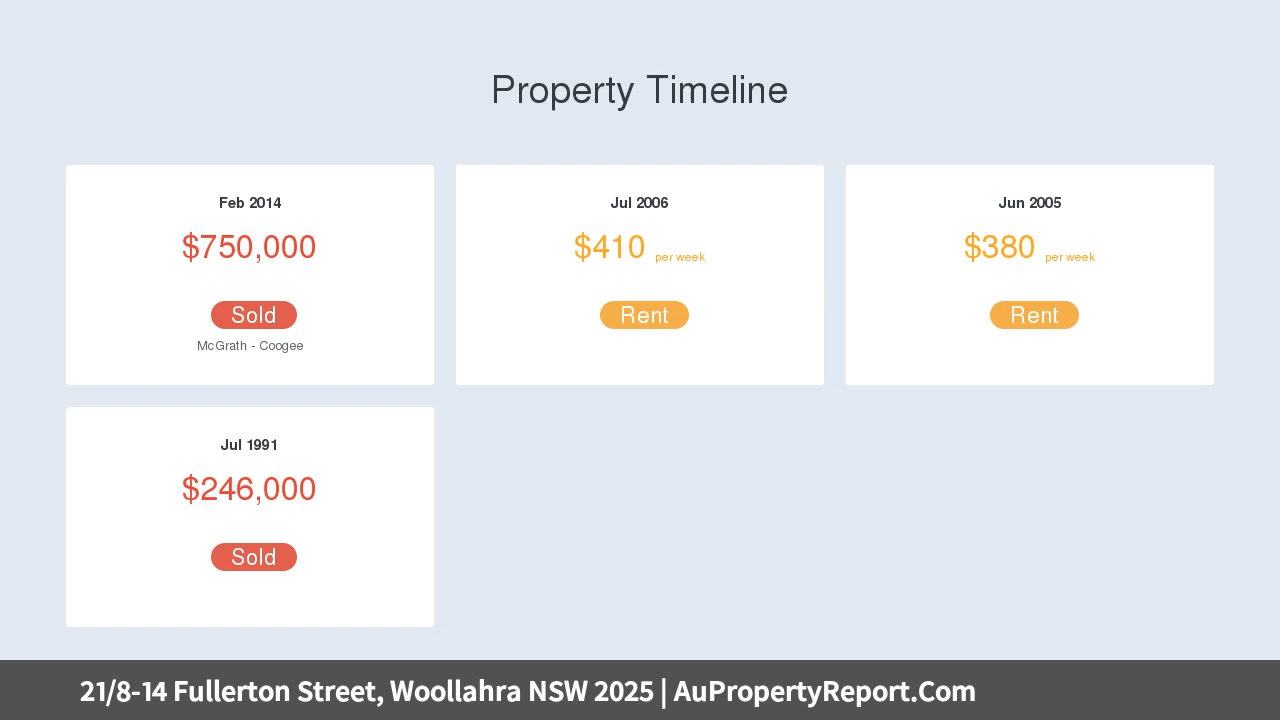 Property Timeline
Feb 2014
$750,000
Sold
McGrath - Coogee
Jul 2006
$410 per week
Rent
Jun 2005
$380 per week
Rent
Jul 1991
$246,000
Sold
21/8-14 Fullerton Street, Woollahra NSW 2025 | AuPropertyReport.Com